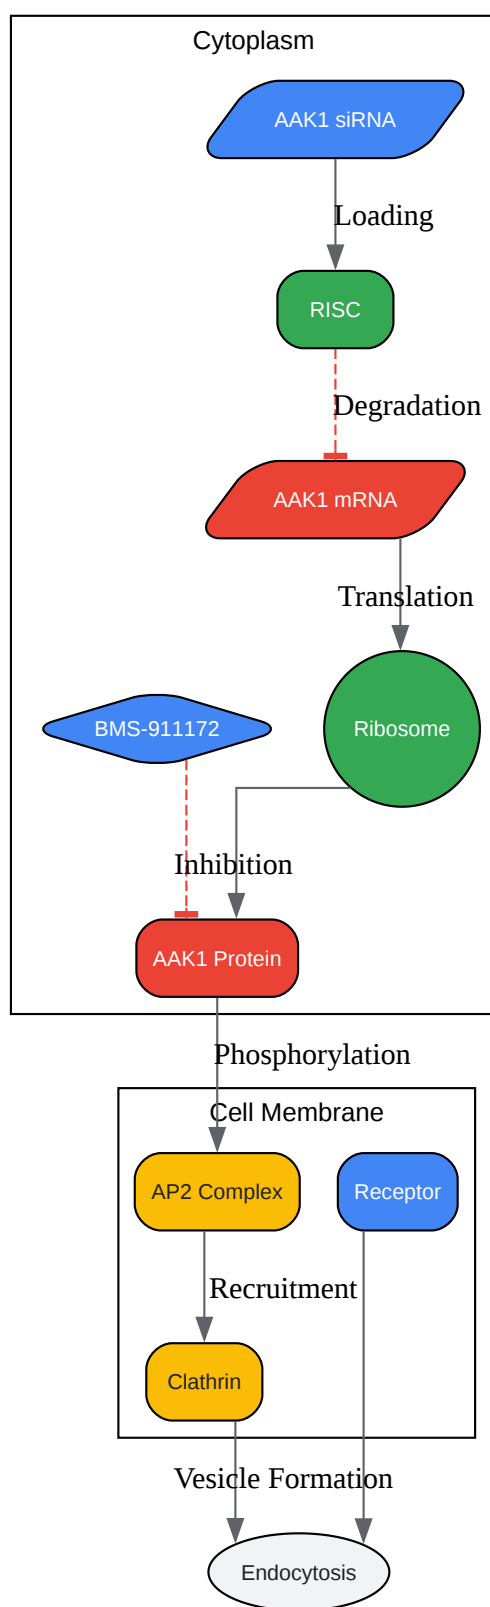 Cytoplasm
AAK1 siRNA
Loading
RISC
Degradation
AAK1 mRNA
Translation
BMS-911172
Ribosome
Inhibition
AAK1 Protein
Phosphorylation
Cell Membrane
AP2 Complex
Receptor
Recruitment
Clathrin
Vesicle Formation
Endocytosis